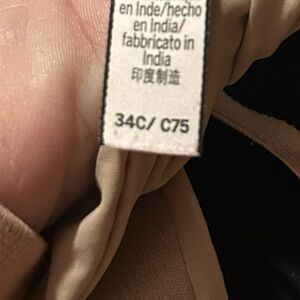 en Inde/hecho
en India/
fabbricato in
India
印度制造
34C/ C75